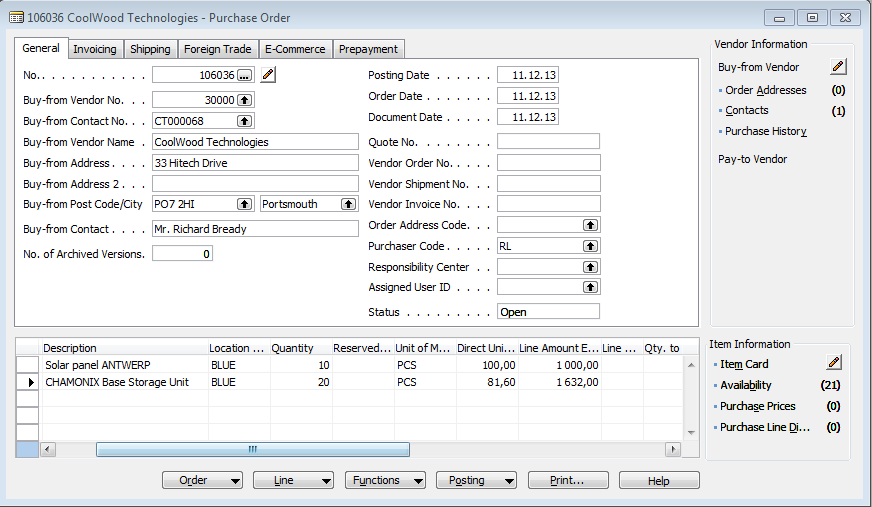 106036 CoolWood Technologies - Purchase Order
General Invoicing Shipping Foreign Trade E-Commerce Prepayment
No. . . . . . . . . . . . . 106036 ...
Buy-from Vendor No. . . . 30000
Buy-from Contact No. . . . CT000068
Buy-from Vendor Name . CoolWood Technologies
Buy-from Address . . . . 33 Hitech Drive
Buy-from Address 2 . . .
Buy-from Post Code/City PO7 2HI Portsmouth
Buy-from Contact . . . . Mr. Richard Bready
No. of Archived Versions. 0
Posting Date . . . . . . 11.12.13
Order Date . . . . . . . 11.12.13
Document Date . . . . . 11.12.13
Quote No. . . . . . . .
Vendor Order No. . . . .
Vendor Shipment No. . .
Vendor Invoice No. . . .
Order Address Code. . . .
Purchaser Code . . . . . RL
Responsibility Center . .
Assigned User ID . . . .
Status . . . . . . . . . Open
Vendor Information
Buy-from Vendor
Order Addresses (0)
Contacts (1)
Purchase History
Pay-to Vendor
Description Location ... Quantity Reserved... Unit of M... Direct Uni... Line Amount E... Line ... Qty. to
Solar panel ANTWERP BLUE 10 PCS 100,00 1 000,00
CHAMONIX Base Storage Unit BLUE 20 PCS 81,60 1 632,00
Item Information
Item Card
Availability (21)
Purchase Prices (0)
Purchase Line Di... (0)
Order Line Functions Posting Print... Help